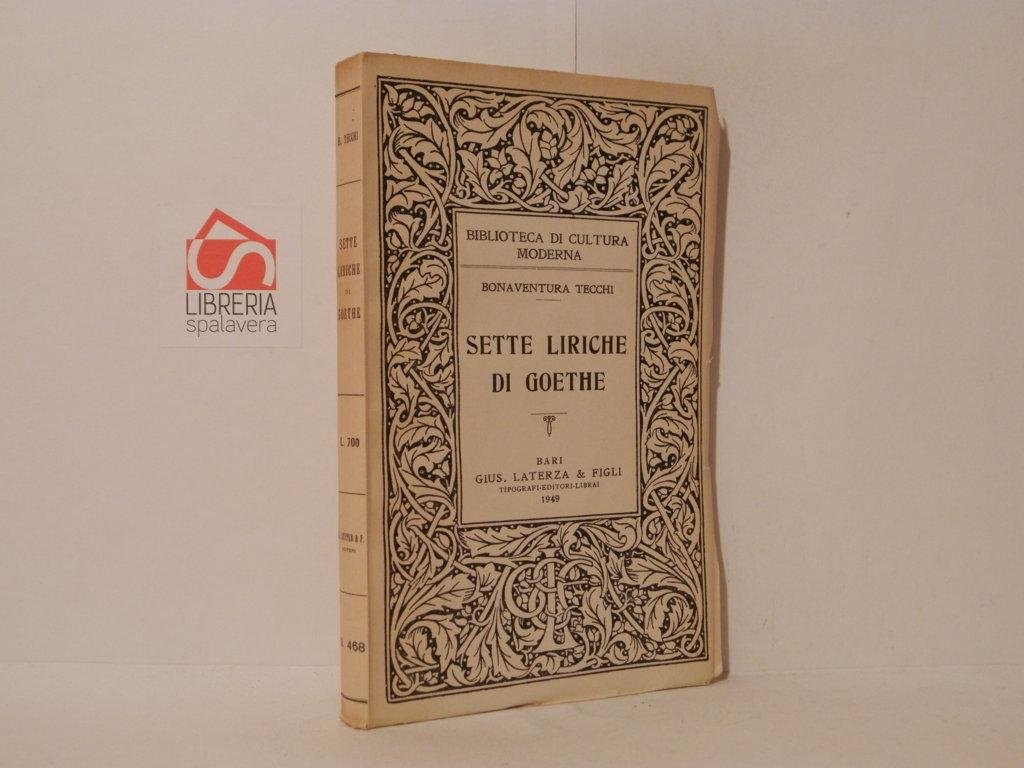 LIBRERIA
spalavera
B. TECCHI
SETTE
LIRICHE
DI
GOETHE
L. 700
EDITORI
468
BIBLIOTECA DI CULTURA
MODERNA
BONAVENTURA TECCHI
SETTE LIRICHE
DI GOETHE
BARI
GIUS. LATERZA & FIGLI
TIPOGRAFI-EDITORI-LIBRAI
1949